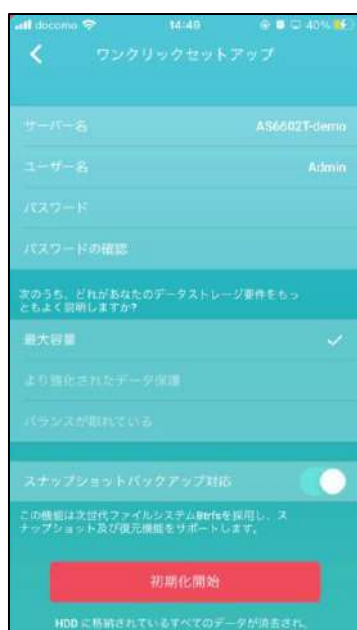 docomo 14:49 40%
ワンクリックセットアップ
サーバー名 AS6602T-demo
ユーザー名 Admin
パスワード
パスワードの確認
次のうち、どれがあなたのデータストレージ要件をもっ
ともよく説明しますか?
最大容量
より強化されたデータ保護
バランスが取れている
スナップショットバックアップ対応
この機能は次世代ファイルシステムBtrfsを採用し、ス
ナップショット及び復元機能をサポートします。
初期化開始
HDD に格納されているすべてのデータが消去され、